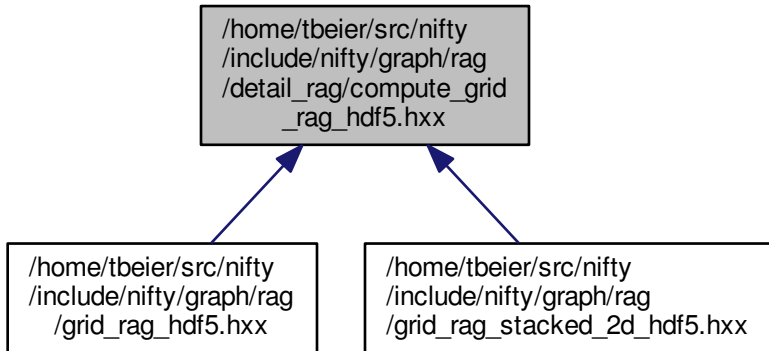 /home/tbeier/src/nifty
/include/nifty/graph/rag
/detail_rag/compute_grid
_rag_hdf5.hxx
/home/tbeier/src/nifty
/include/nifty/graph/rag
/grid_rag_hdf5.hxx
/home/tbeier/src/nifty
/include/nifty/graph/rag
/grid_rag_stacked_2d_hdf5.hxx